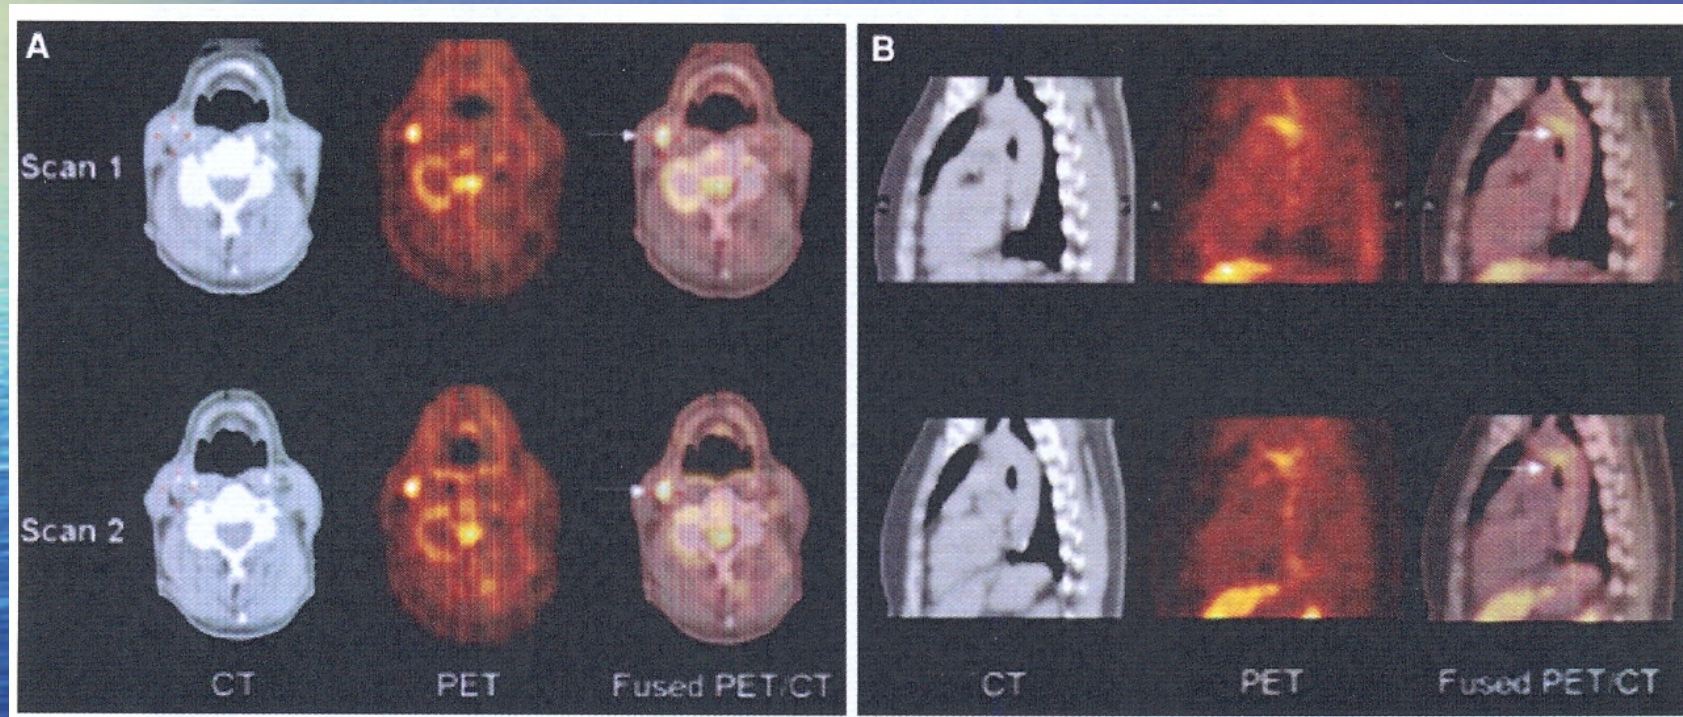 A
B
Scan 1
Scan 2
CT PET Fused PET/CT
CT PET Fused PET/CT